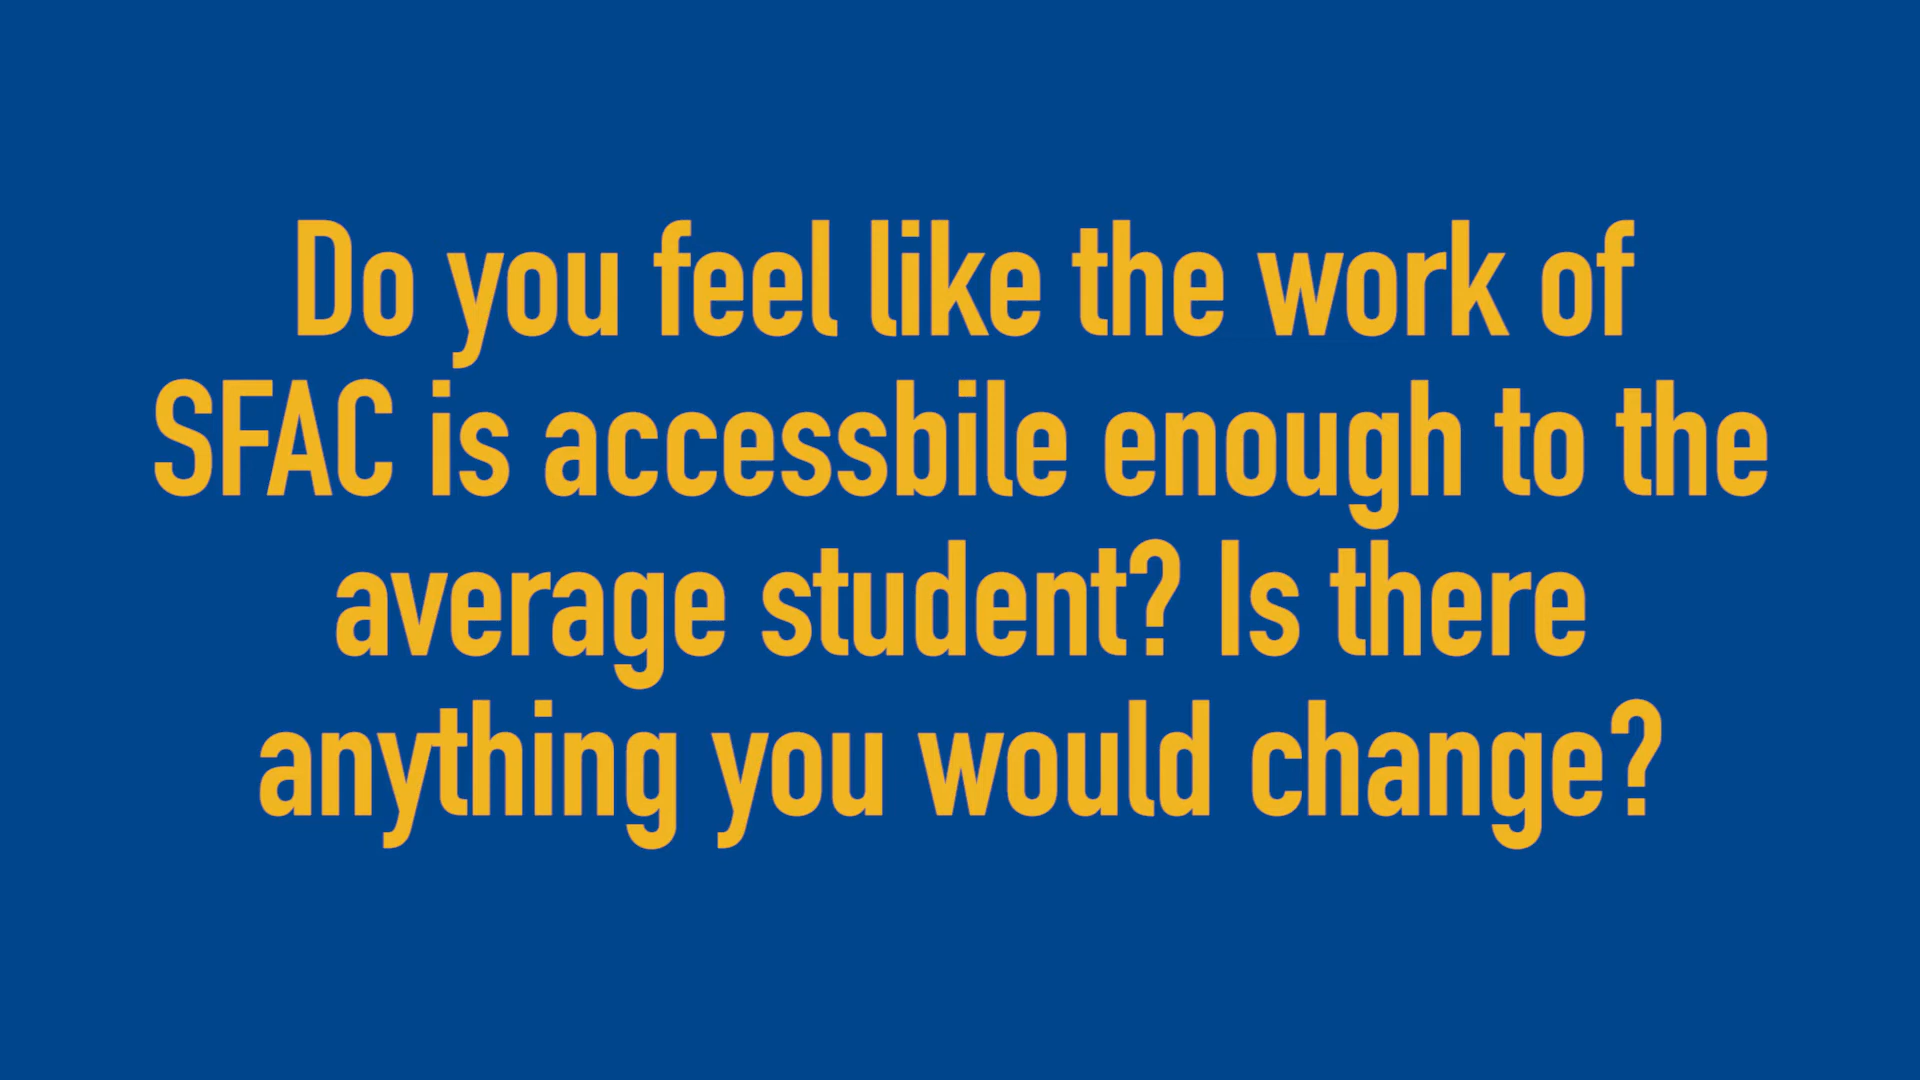 Do you feel like the work of
SFAC is accessbile enough to the
average student? Is there
anything you would change?